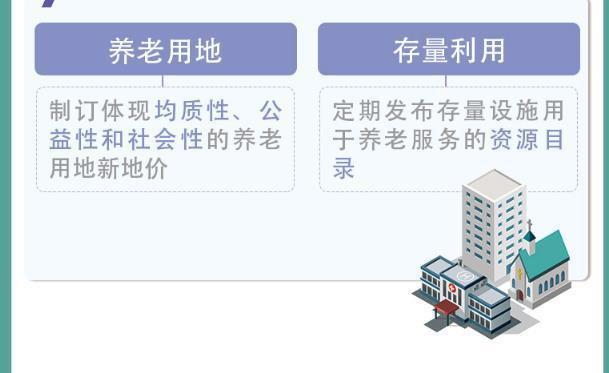 养老用地
制订体现均质性、公
益性和社会性的养老
用地新地价
存量利用
定期发布存量设施用
于养老服务的资源目
录